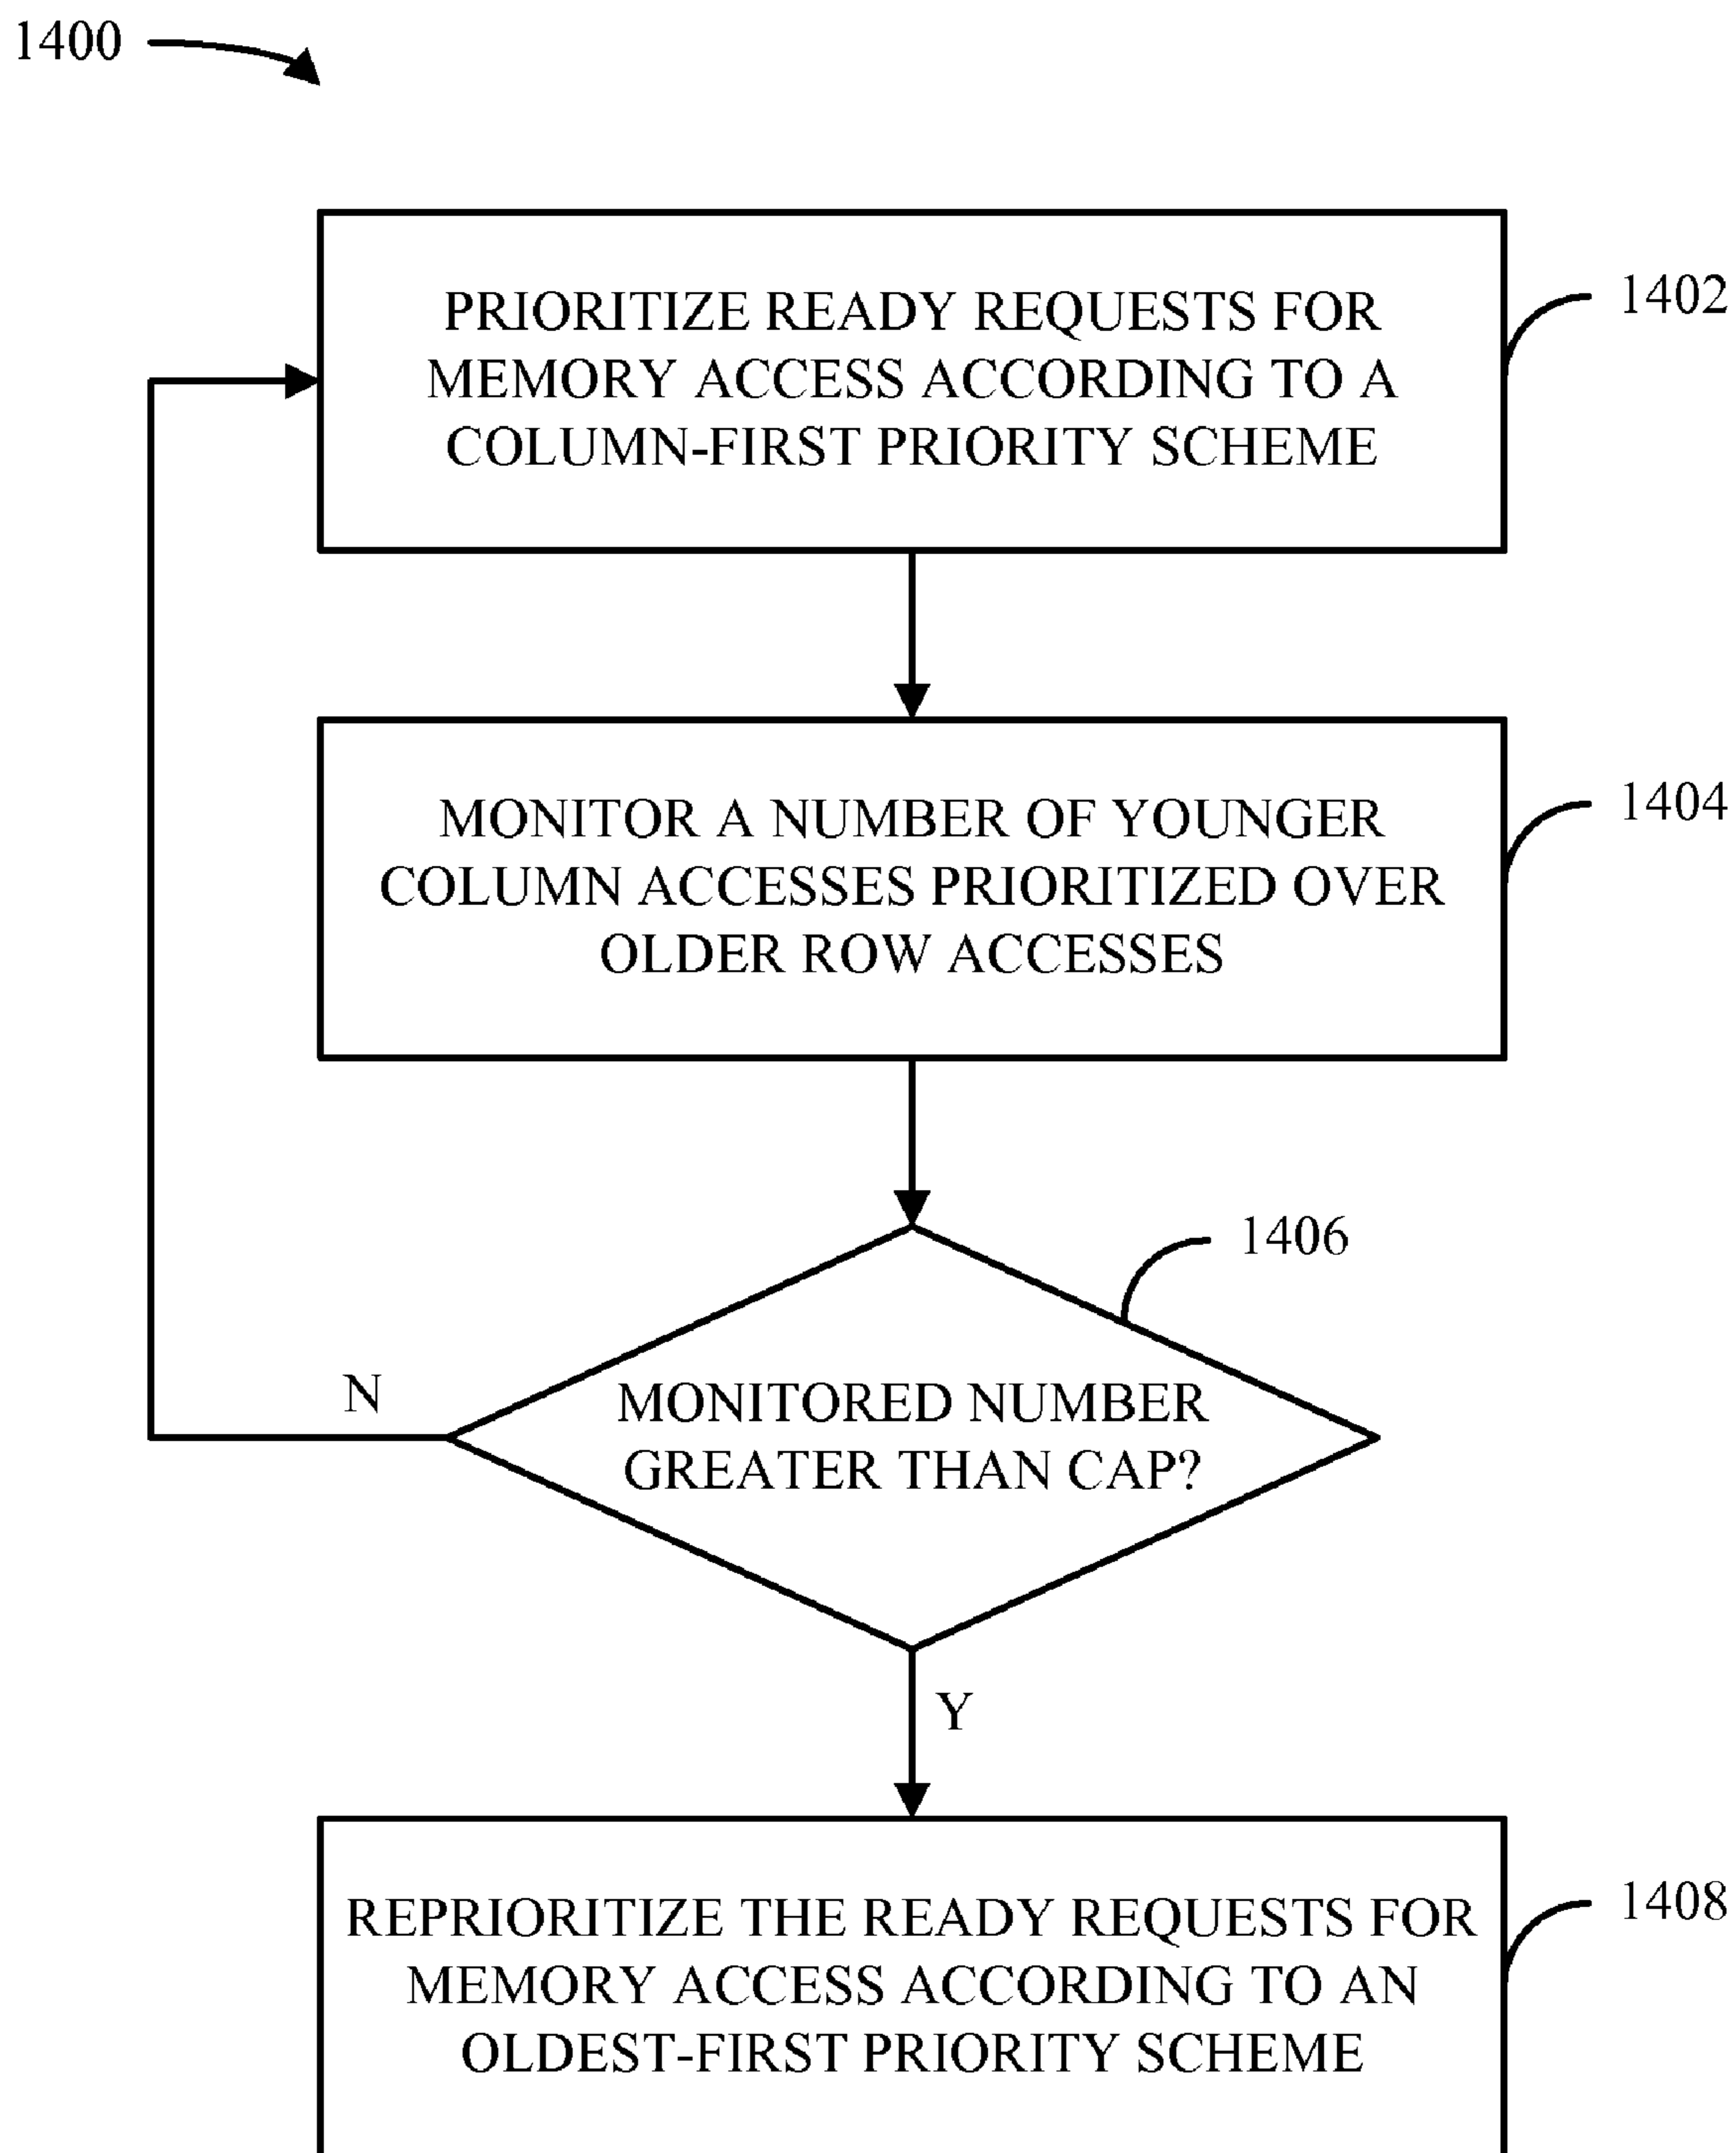 1400
PRIORITIZE READY REQUESTS FOR
MEMORY ACCESS ACCORDING TO A
COLUMN-FIRST PRIORITY SCHEME
1402
MONITOR A NUMBER OF YOUNGER
COLUMN ACCESSES PRIORITIZED OVER
OLDER ROW ACCESSES
1404
1406
MONITORED NUMBER
GREATER THAN CAP?
N
Y
REPRIORITIZE THE READY REQUESTS FOR
MEMORY ACCESS ACCORDING TO AN
OLDEST-FIRST PRIORITY SCHEME
1408